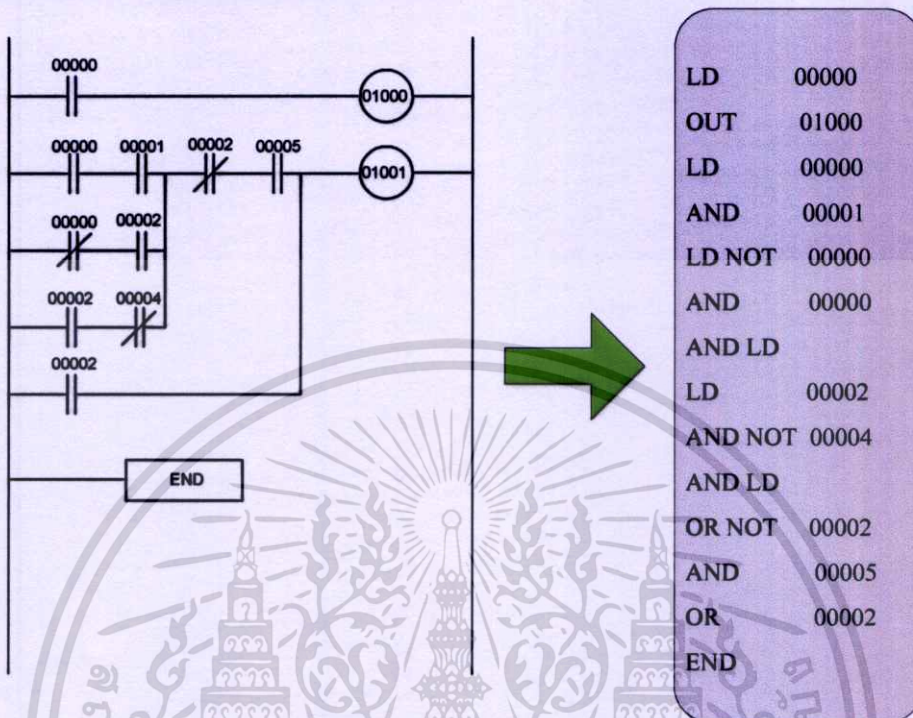 00000
01000
00000 00001 00002 00005
01001
00000 00002
00002 00004
00002
END
LD 00000
OUT 01000
LD 00000
AND 00001
LD NOT 00000
AND 00000
AND LD
LD 00002
AND NOT 00004
AND LD
OR NOT 00002
AND 00005
OR 00002
END